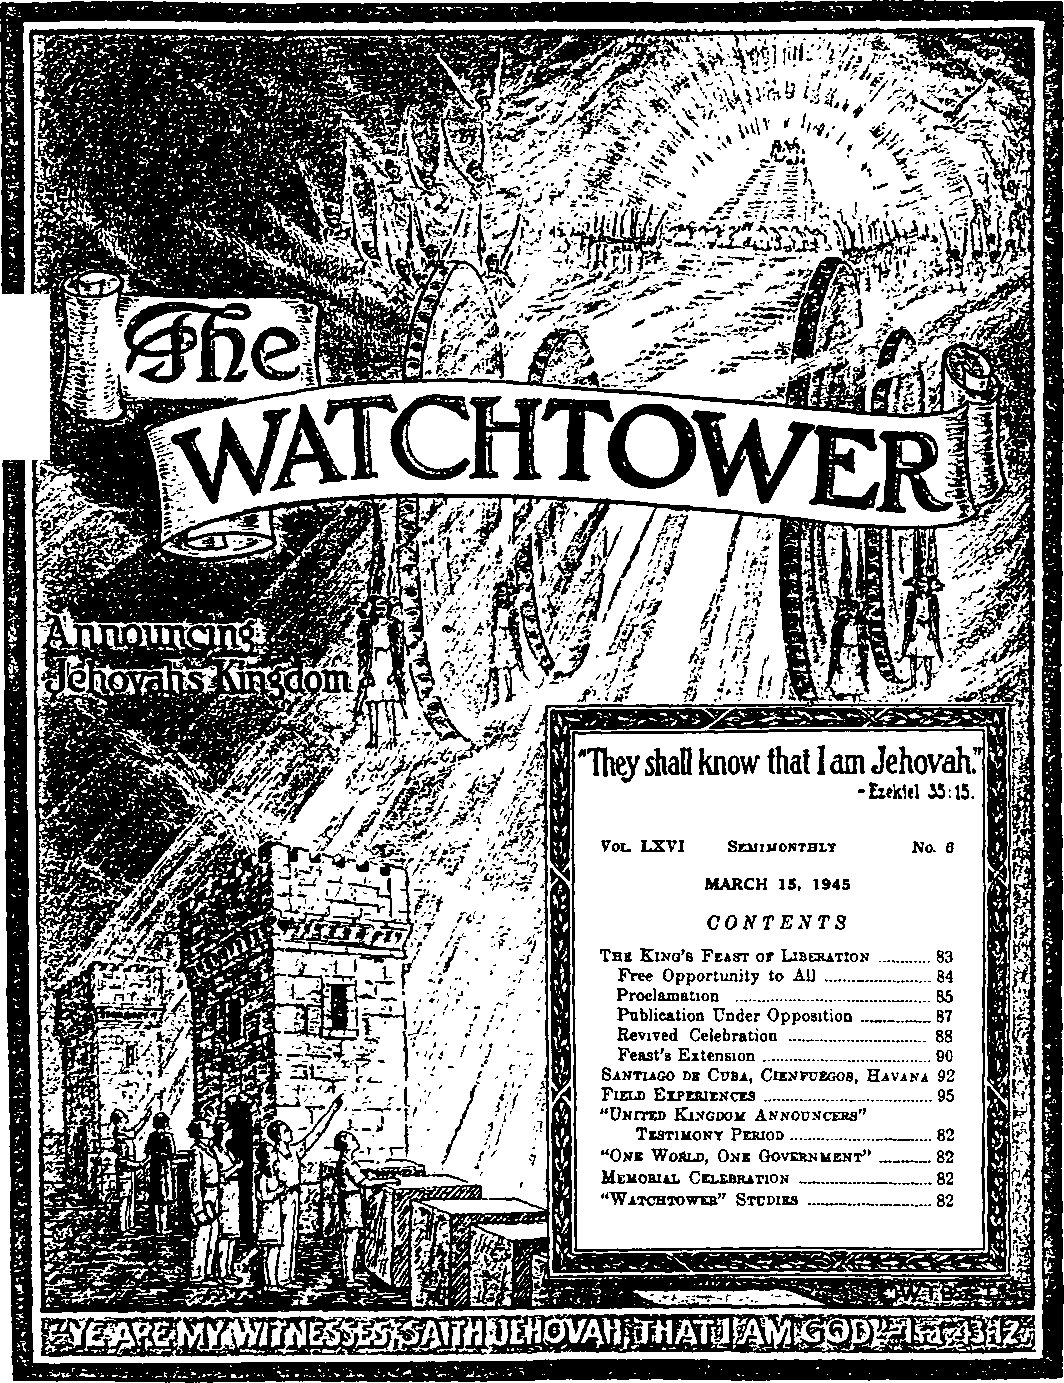 The
WATCHTOWER
Announcing
Jehovah's Kingdom
"They shall know that I am Jehovah."
-Ezekiel 35:15.
VOL. LXVI SEMIMONTHLY No. 6
MARCH 15, 1945
CONTENTS
THE KING'S FEAST OF LIBERATION ........... 83
Free Opportunity to All ........... 84
Proclamation ........... 85
Publication Under Opposition ........... 87
Revived Celebration ........... 88
Feast's Extension ........... 90
SANTIAGO DE CUBA, CIENFUEGOS, HAVANA 92
FIELD EXPERIENCES ........... 95
"UNITED KINGDOM ANNOUNCERS"
TESTIMONY PERIOD ........... 82
"ONE WORLD, ONE GOVERNMENT" ........... 82
MEMORIAL CELEBRATION ........... 82
"WATCHTOWER" STUDIES ........... 82
"YE ARE MY WITNESSES, SAITH JEHOVAH, THAT I AM GOD."-Isa. 43:12